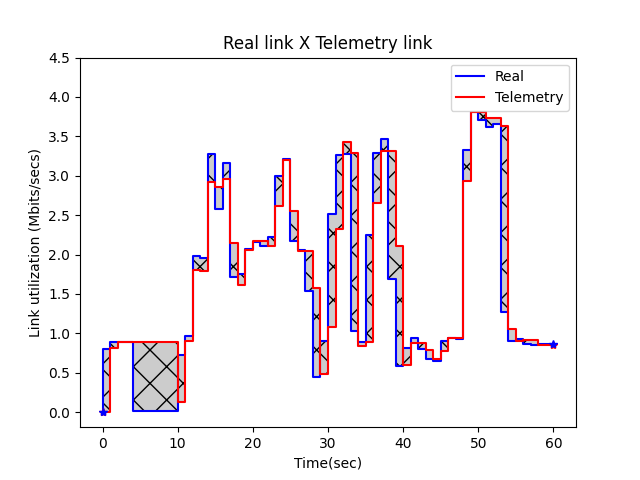 Real link X Telemetry link
Real
Telemetry
Link utilization (Mbits/secs)
4.5
4.0
3.5
3.0
2.5
2.0
1.5
1.0
0.5
0.0
0 10 20 30 40 50 60
Time(sec)